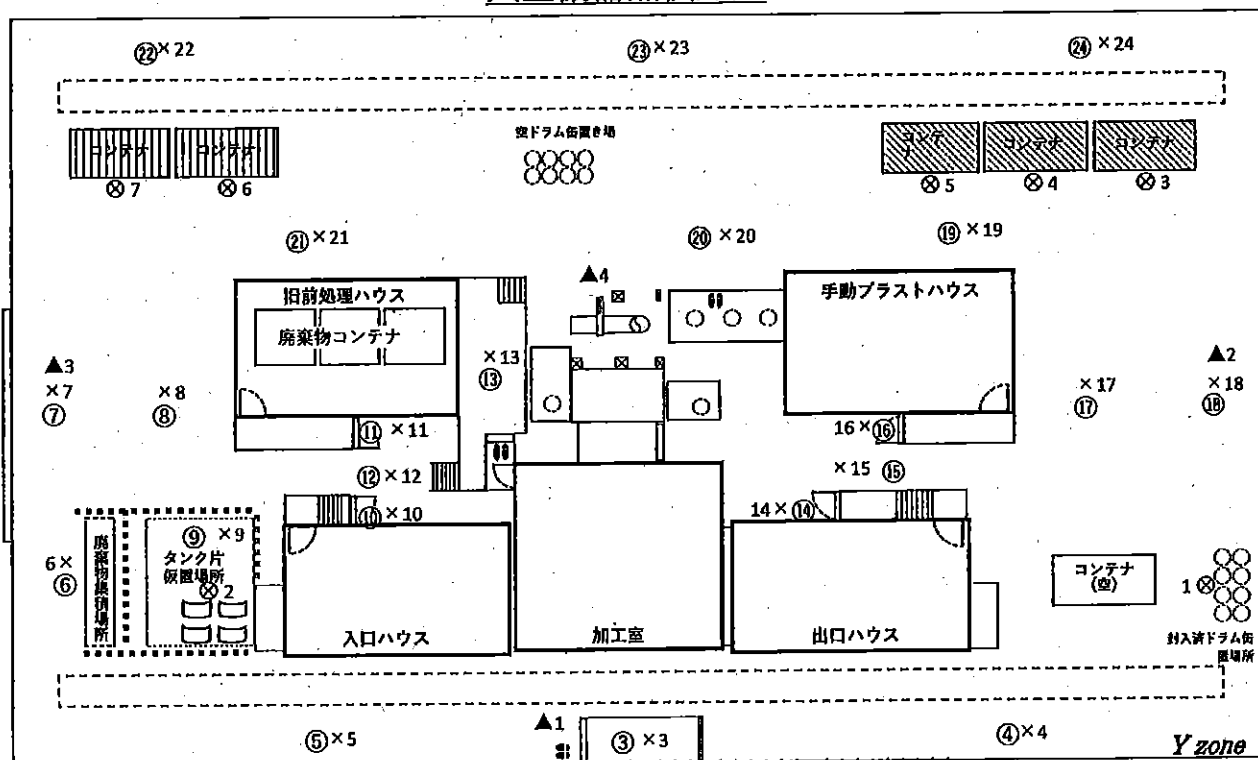 ㉒×22
㉓×23
㉔×24
コンテナ
コンテナ
空ドラム缶置き場
コンテ
ナ
コンテナ
コンテナ
⊗7
⊗6
⊗5
⊗4
⊗3
㉑×21
⑳×20
⑲×19
▲4
旧前処理ハウス
廃棄物コンテナ
手動ブラストハウス
×13
⑬
▲3
×7
⑦
×8
⑧
▲2
×17
⑰
×18
⑱
⑪×11
16×⑯
⑫×12
×15 ⑮
⑩×10
14×⑭
6×
⑥
廃棄物集積場所
⑨ ×9
タンク片
仮置場所
⊗2
入口ハウス
加工室
出口ハウス
コンテナ
(空)
1⊗
封入済ドラム缶
置場所
⑤×5
▲1
③×3
④×4
Y zone